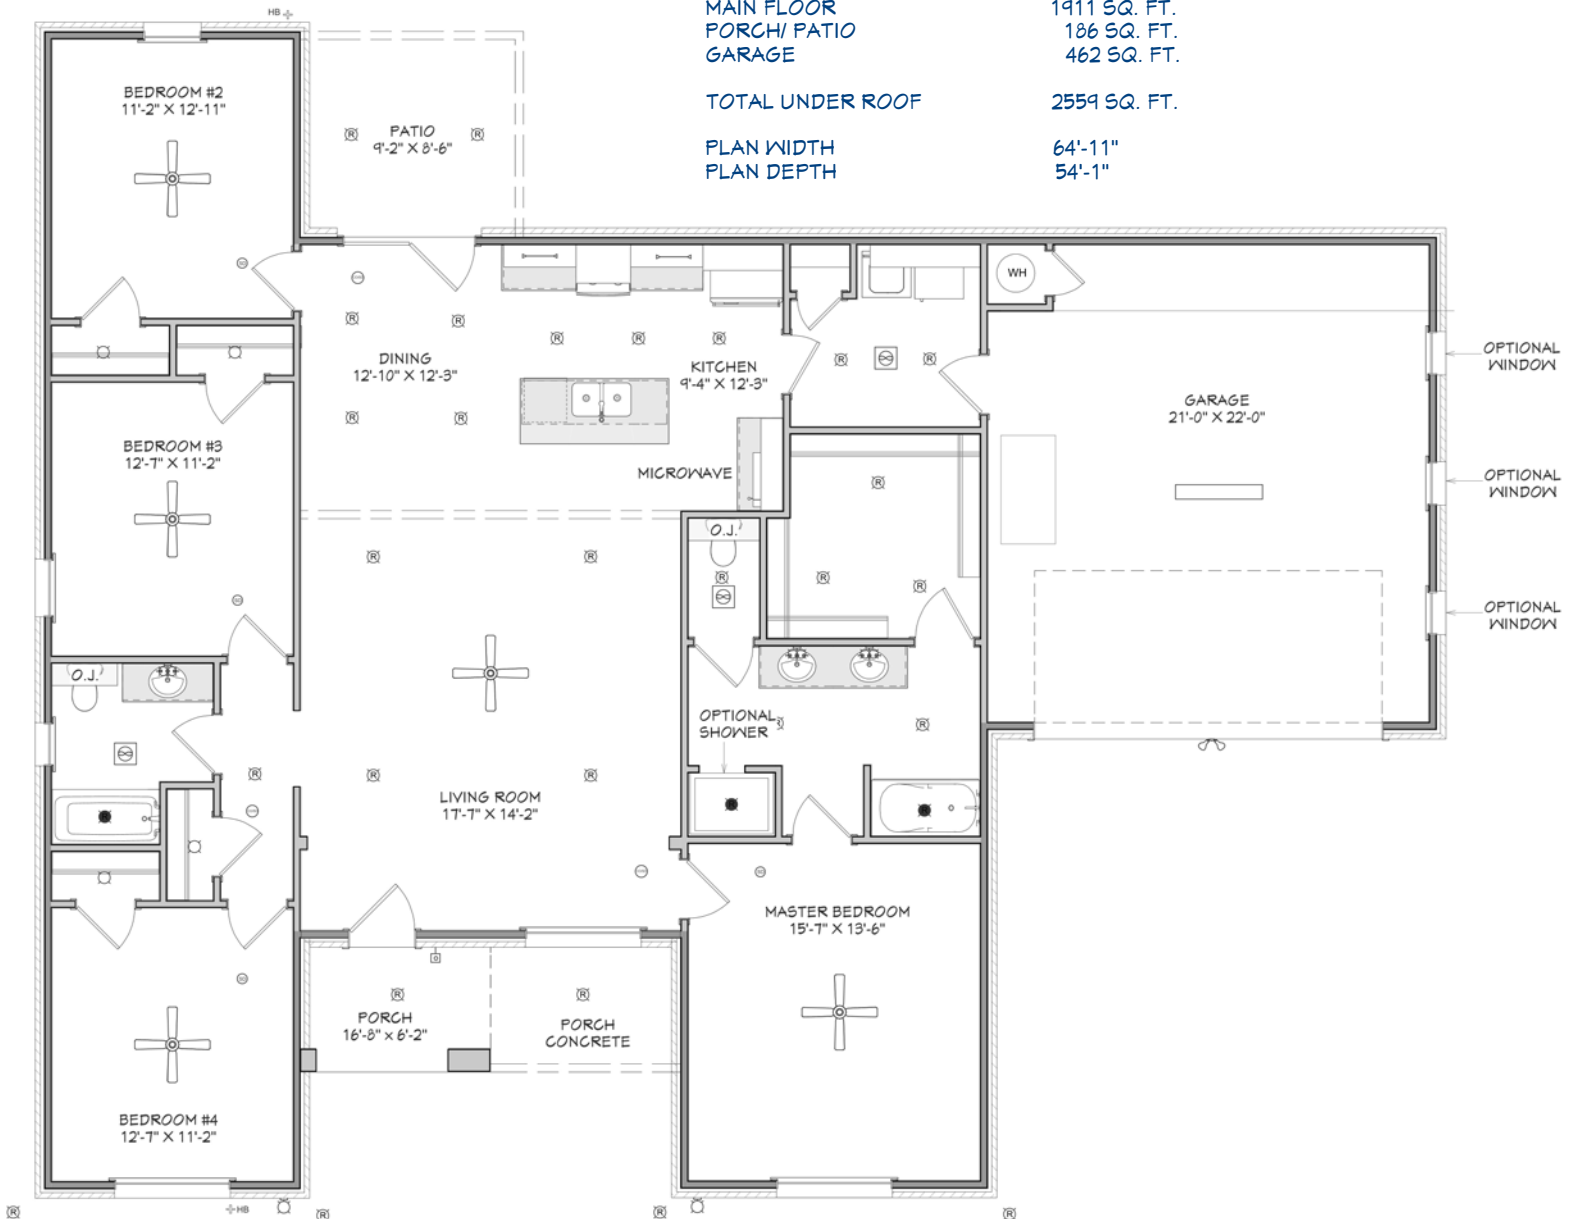 MAIN FLOOR 1911 SQ. FT.
PORCH/ PATIO 186 SQ. FT.
GARAGE 462 SQ. FT.
TOTAL UNDER ROOF 2559 SQ. FT.
PLAN WIDTH 64'-11"
PLAN DEPTH 54'-1"
HB
BEDROOM #2
11'-2" X 12'-11"
PATIO
9'-2" X 8'-6"
R R
WH
R R
R R R
R R
DINING
12'-10" X 12'-3"
KITCHEN
9'-4" X 12'-3"
OPTIONAL
WINDOW
GARAGE
21'-0" X 22'-0"
R R
BEDROOM #3
12'-7" X 11'-2"
MICROWAVE
R
OPTIONAL
WINDOW
O.J.
R R
R
R R
OPTIONAL
WINDOW
O.J.
OPTIONAL
SHOWER
R
R
R R
LIVING ROOM
17'-7" X 14'-2"
MASTER BEDROOM
15'-7" X 13'-6"
R R
PORCH
16'-8" x 6'-2"
PORCH
CONCRETE
BEDROOM #4
12'-7" X 11'-2"
HB
R R R R